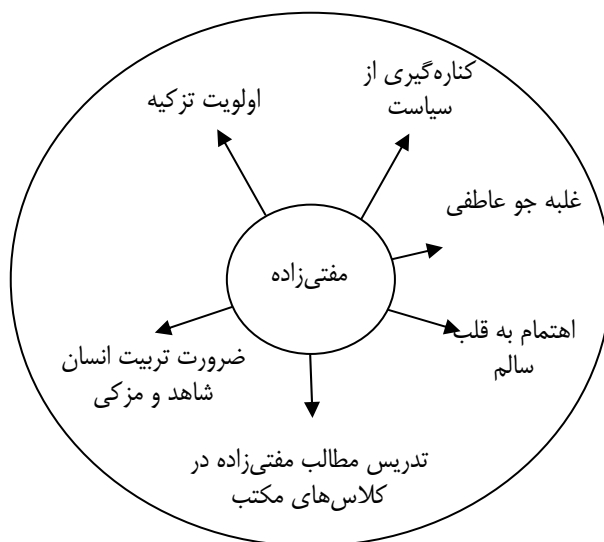 کناره‌گیری از
سیاست
اولویت تزکیه
غلبه جو عاطفی
مفتی‌زاده
اهتمام به قلب
سالم
ضرورت تربیت انسان
شاهد و مزکی
تدریس مطالب مفتی‌زاده در
کلاس‌های مکتب